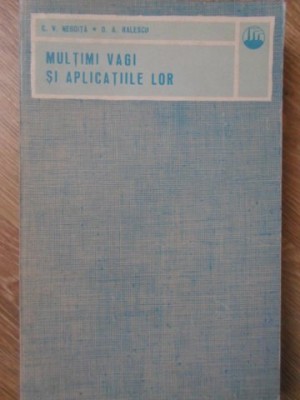 C. V. NEGOIȚĂ • D. A. RALESCU
MULȚIMI VAGI
ȘI APLICAȚIILE LOR